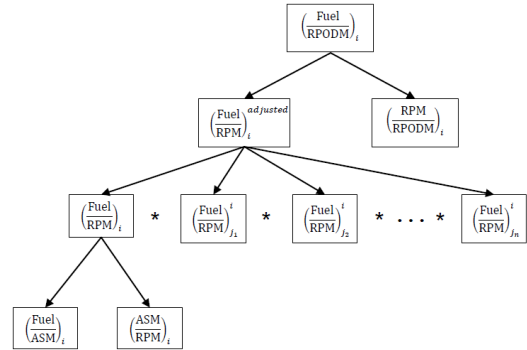 (Fuel/RPODM)_i
(Fuel/RPM)_i^adjusted (RPM/RPODM)_i
(Fuel/RPM)_i * (Fuel/RPM)_{j_1}^i * (Fuel/RPM)_{j_2}^i * . . . * (Fuel/RPM)_{j_n}^i
(Fuel/ASM)_i (ASM/RPM)_i